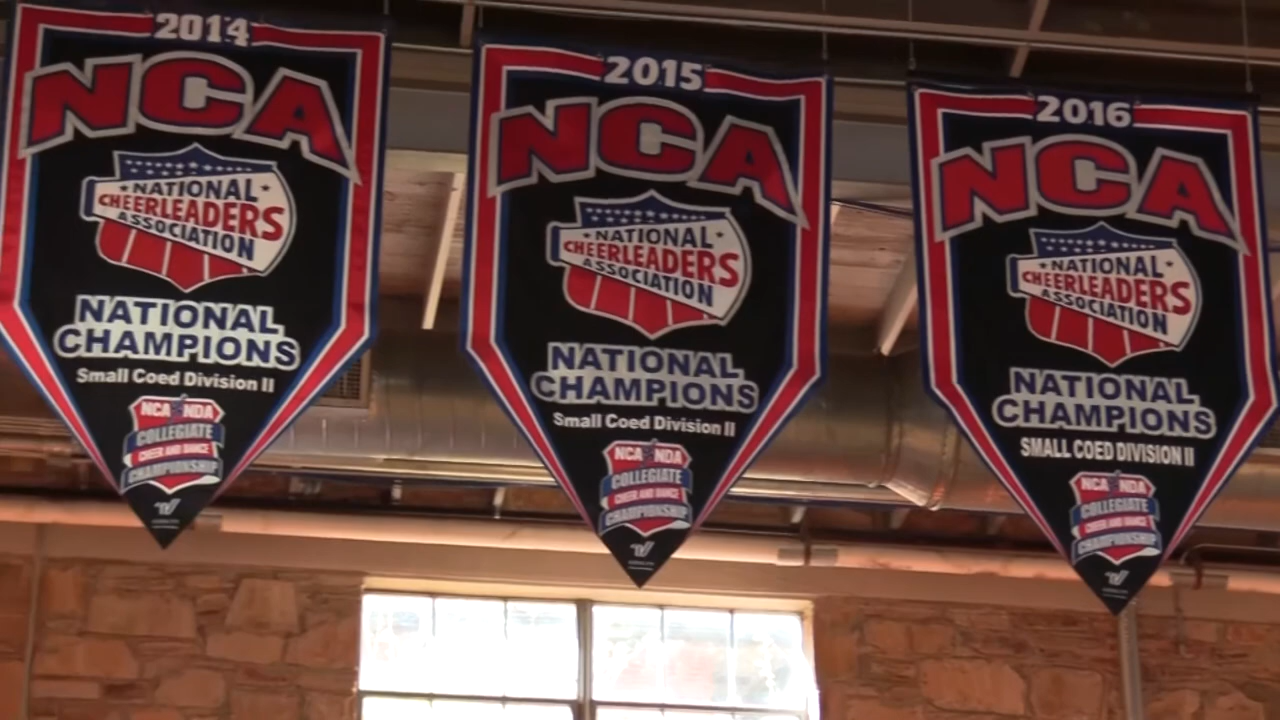 2014
NCA
NATIONAL
CHEERLEADERS
ASSOCIATION
NATIONAL
CHAMPIONS
Small Coed Division II
NCA NDA
COLLEGIATE
CHEER AND DANCE
CHAMPIONSHIP
2015
NCA
NATIONAL
CHEERLEADERS
ASSOCIATION
NATIONAL
CHAMPIONS
Small Coed Division II
NCA NDA
COLLEGIATE
CHEER AND DANCE
CHAMPIONSHIP
2016
NCA
NATIONAL
CHEERLEADERS
ASSOCIATION
NATIONAL
CHAMPIONS
SMALL COED DIVISION II
NCA NDA
COLLEGIATE
CHEER AND DANCE
CHAMPIONSHIP